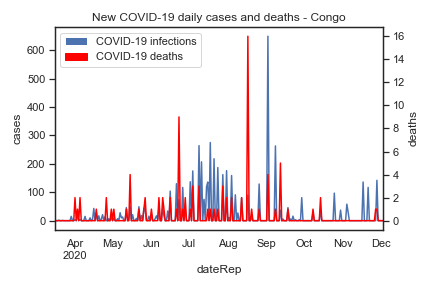 New COVID-19 daily cases and deaths - Congo
COVID-19 infections
COVID-19 deaths
600
500
400
300
200
100
0
cases
16
14
12
10
8
6
4
2
0
deaths
Apr May Jun Jul Aug Sep Oct Nov Dec
2020
dateRep